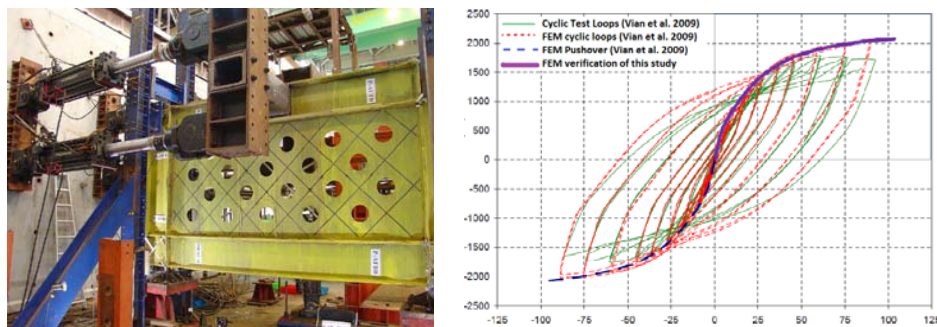 Cyclic Test Loops (Vian et al. 2009)
FEM cyclic loops (Vian et al. 2009)
FEM Pushover (Vian et al. 2009)
FEM verification of this study
2500
2000
1500
1000
500
0
-500
-1000
-1500
-2000
-2500
-125 -100 -75 -50 -25 0 25 50 75 100 125